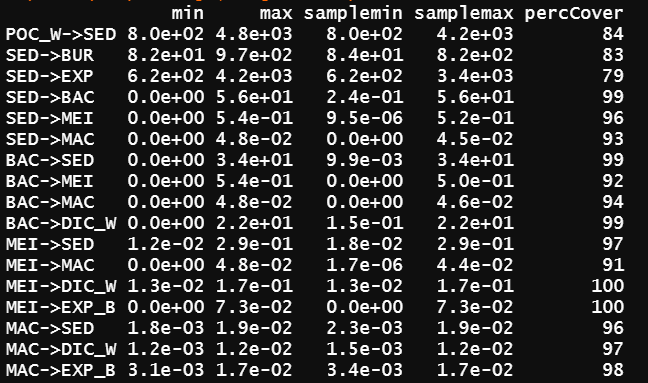 min max samplemin samplemax percCover
POC_W->SED 8.0e+02 4.8e+03 8.0e+02 4.2e+03 84
SED->BUR 8.2e+01 9.7e+02 8.4e+01 8.2e+02 83
SED->EXP 6.2e+02 4.2e+03 6.2e+02 3.4e+03 79
SED->BAC 0.0e+00 5.6e+01 2.4e-01 5.6e+01 99
SED->MEI 0.0e+00 5.4e-01 9.5e-06 5.2e-01 96
SED->MAC 0.0e+00 4.8e-02 0.0e+00 4.5e-02 93
BAC->SED 0.0e+00 3.4e+01 9.9e-03 3.4e+01 99
BAC->MEI 0.0e+00 5.4e-01 0.0e+00 5.0e-01 92
BAC->MAC 0.0e+00 4.8e-02 0.0e+00 4.6e-02 94
BAC->DIC_W 0.0e+00 2.2e+01 1.5e-01 2.2e+01 99
MEI->SED 1.2e-02 2.9e-01 1.8e-02 2.9e-01 97
MEI->MAC 0.0e+00 4.8e-02 1.7e-06 4.4e-02 91
MEI->DIC_W 1.3e-02 1.7e-01 1.3e-02 1.7e-01 100
MEI->EXP_B 0.0e+00 7.3e-02 0.0e+00 7.3e-02 100
MAC->SED 1.8e-03 1.9e-02 2.3e-03 1.9e-02 96
MAC->DIC_W 1.2e-03 1.2e-02 1.5e-03 1.2e-02 97
MAC->EXP_B 3.1e-03 1.7e-02 3.4e-03 1.7e-02 98